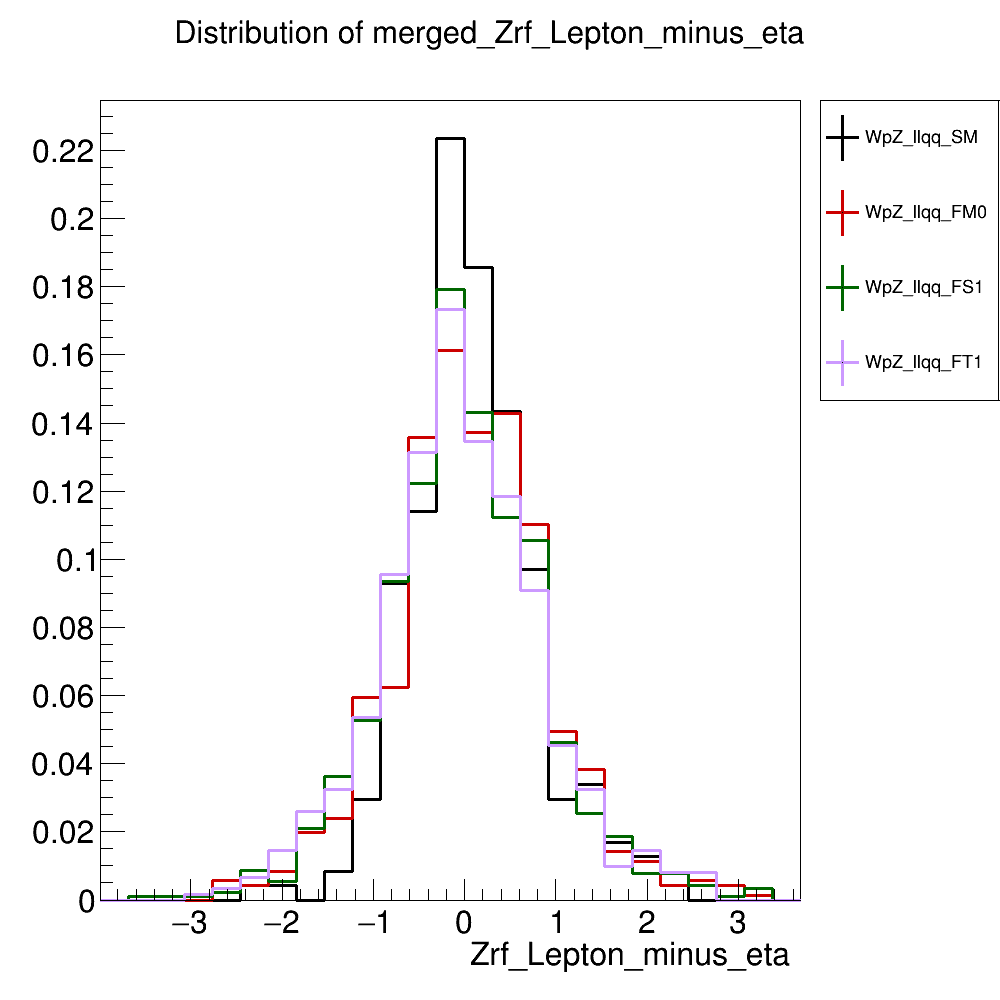 Distribution of merged_Zrf_Lepton_minus_eta
WpZ_llqq_SM
WpZ_llqq_FM0
WpZ_llqq_FS1
WpZ_llqq_FT1
0.22
0.2
0.18
0.16
0.14
0.12
0.1
0.08
0.06
0.04
0.02
0
−3 −2 −1 0 1 2 3
Zrf_Lepton_minus_eta